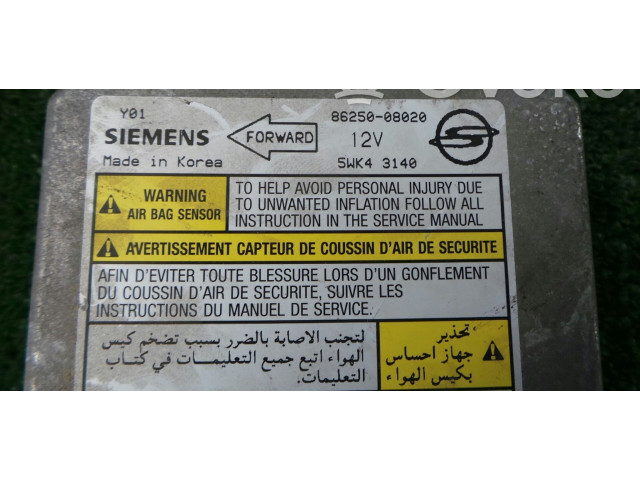 Y01
86250-08020
SIEMENS
FORWARD
12V
Made in Korea
5WK4 3140
WARNING
AIR BAG SENSOR
TO HELP AVOID PERSONAL INJURY DUE
TO UNWANTED INFLATION FOLLOW ALL
INSTRUCTION IN THE SERVICE MANUAL
AVERTISSEMENT CAPTEUR DE COUSSIN D'AIR DE SECURITE
AFIN D'EVITER TOUTE BLESSURE LORS D'UN GONFLEMENT
DU COUSSIN D'AIR DE SECURITE, SUIVRE LES
INSTRUCTIONS DU MANUEL DE SERVICE.
تحذير
جهاز احساس
بكيس الهواء
لتجنب الاصابة بالضرر بسبب تضخم كيس
الهواء اتبع جميع التعليمات في كتاب
التعليمات.